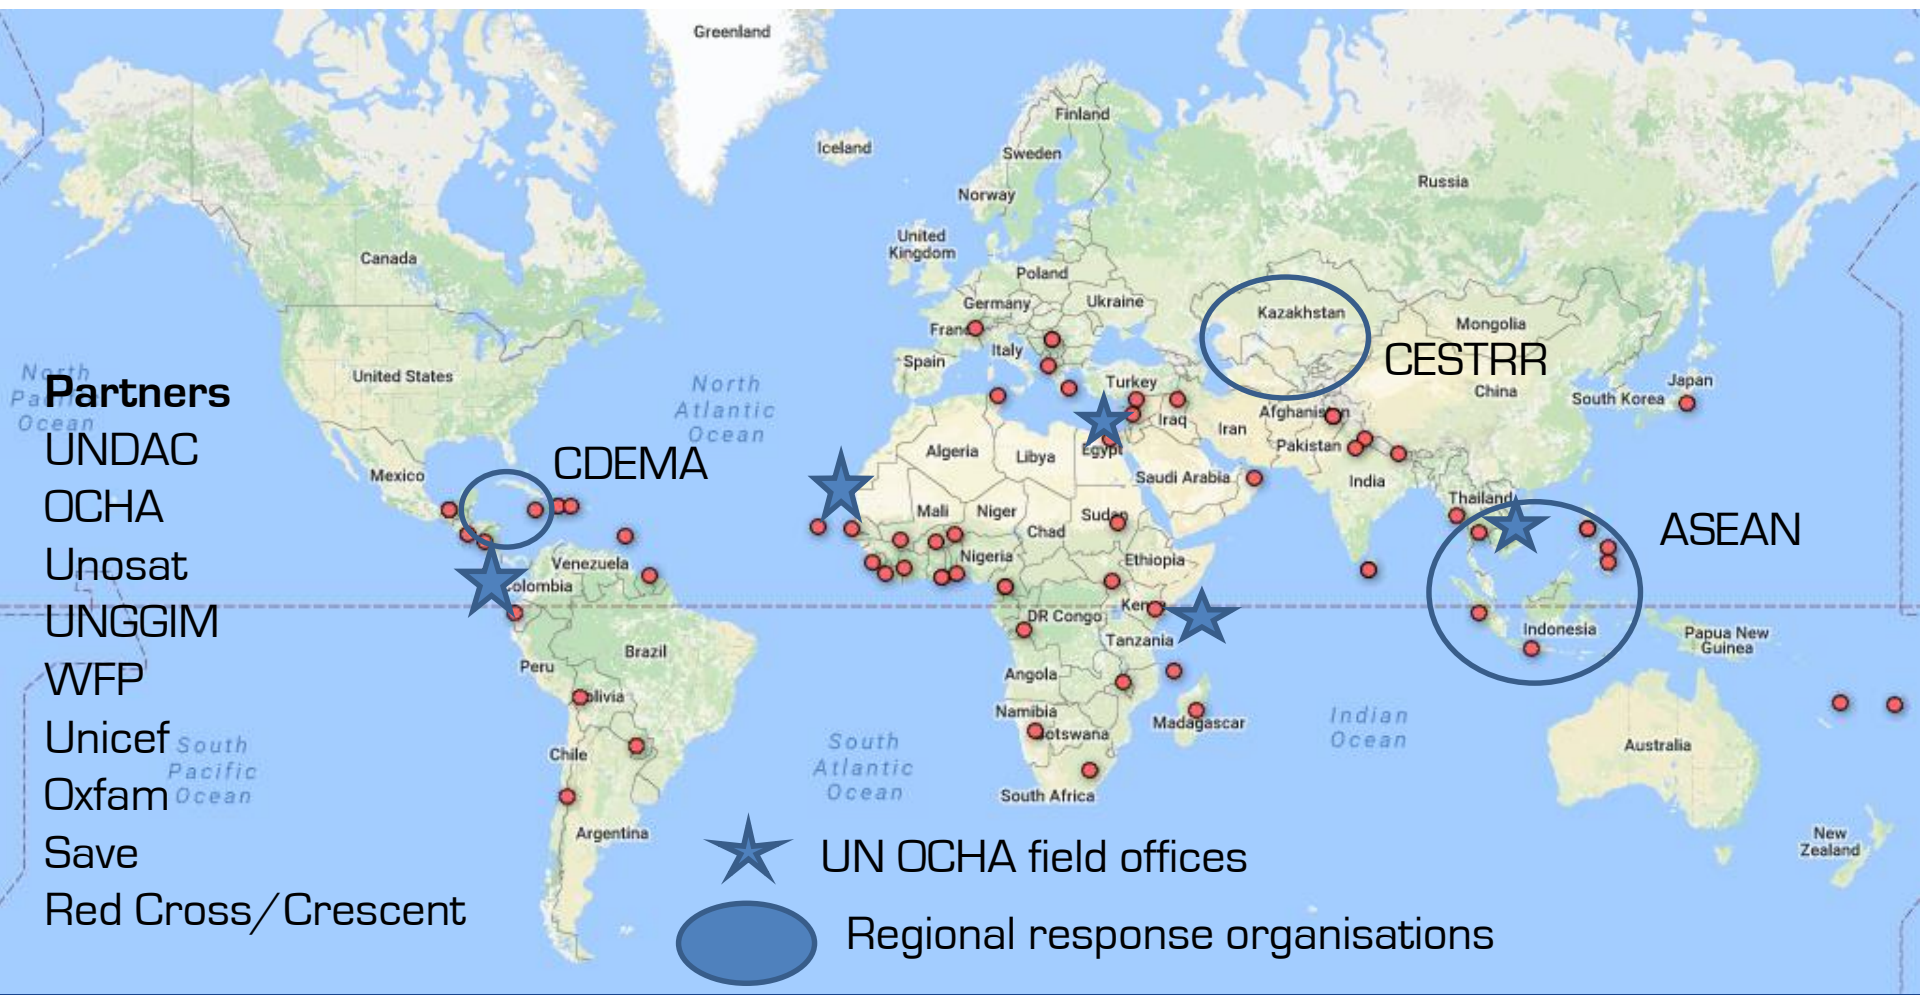 Greenland
Iceland
Finland
Sweden
Norway
Russia
United
Kingdom
Canada
Poland
Germany
Ukraine
Kazakhstan
Mongolia
France
Italy
Spain
CESTRR
United States
North
Pacific
Ocean
Partners
UNDAC
OCHA
Unosat
UNGGIM
WFP
Unicef
Oxfam
Save
Red Cross/Crescent
North
Atlantic
Ocean
Turkey
China
Japan
South Korea
Afghanistan
Iraq
Iran
Pakistan
Algeria
Libya
Egypt
Saudi Arabia
India
Mexico
CDEMA
Thailand
ASEAN
Mali
Niger
Chad
Sudan
Nigeria
Ethiopia
Venezuela
Colombia
DR Congo
Kenya
Tanzania
Indonesia
Papua New
Guinea
Brazil
Peru
Angola
Bolivia
Namibia
Botswana
Madagascar
Indian
Ocean
South
Pacific
Ocean
South
Atlantic
Ocean
Chile
Australia
South Africa
Argentina
New
Zealand
UN OCHA field offices
Regional response organisations